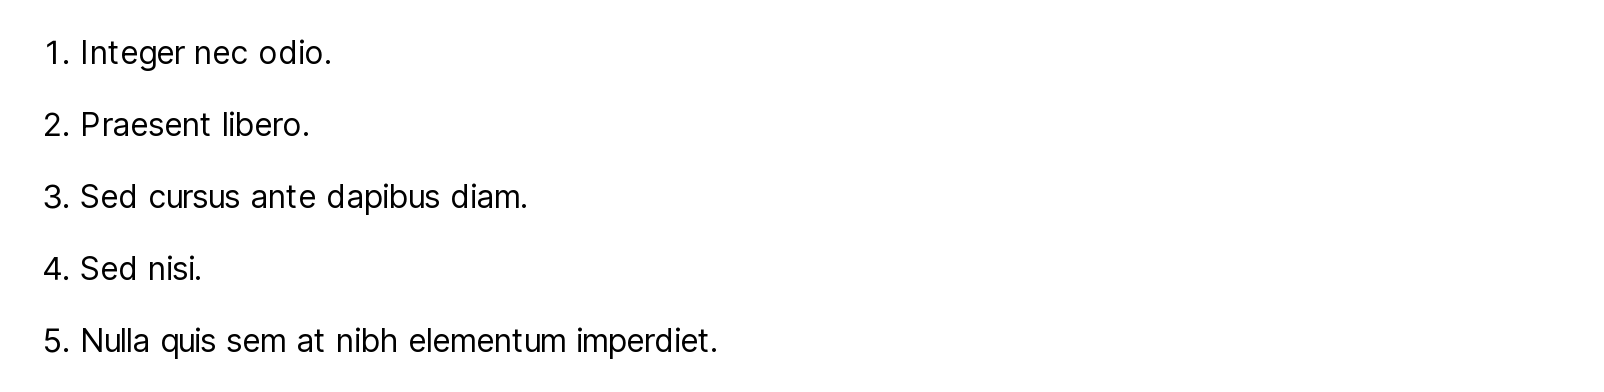 1. Integer nec odio.
2. Praesent libero.
3. Sed cursus ante dapibus diam.
4. Sed nisi.
5. Nulla quis sem at nibh elementum imperdiet.